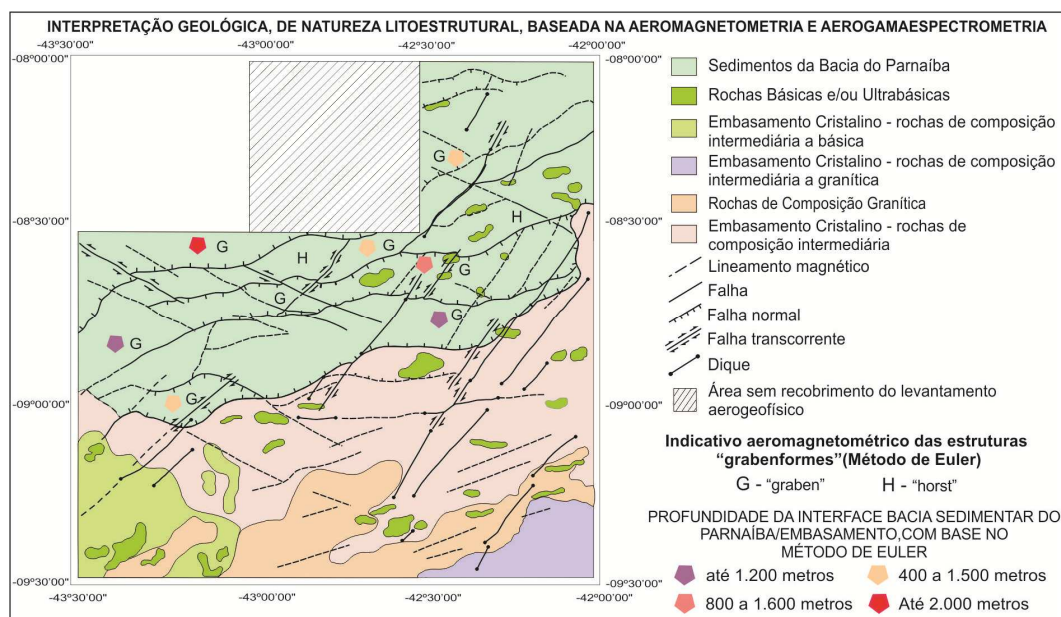 INTERPRETAÇÃO GEOLÓGICA, DE NATUREZA LITOESTRUTURAL, BASEADA NA AEROMAGNETOMETRIA E AEROGAMAESPECTROMETRIA
-43°30'00" -43°00'00" -42°30'00" -42°00'00"
-08°00'00" -08°00'00"
G
-08°30'00" -08°30'00"
H
G H G
G
G
G
G
G
-09°00'00" -09°00'00"
-09°30'00" -09°30'00"
-43°30'00" -43°00'00" -42°30'00" -42°00'00"
Sedimentos da Bacia do Parnaíba
Rochas Básicas e/ou Ultrabásicas
Embasamento Cristalino - rochas de composição
intermediária a básica
Embasamento Cristalino - rochas de composição
intermediária a granítica
Rochas de Composição Granítica
Embasamento Cristalino - rochas de
composição intermediária
Lineamento magnético
Falha
Falha normal
Falha transcorrente
Dique
Área sem recobrimento do levantamento
aerogeofísico
Indicativo aeromagnetométrico das estruturas
“grabenformes”(Método de Euler)
G - “graben” H - “horst”
PROFUNDIDADE DA INTERFACE BACIA SEDIMENTAR DO
PARNAÍBA/EMBASAMENTO,COM BASE NO
MÉTODO DE EULER
até 1.200 metros 400 a 1.500 metros
800 a 1.600 metros Até 2.000 metros